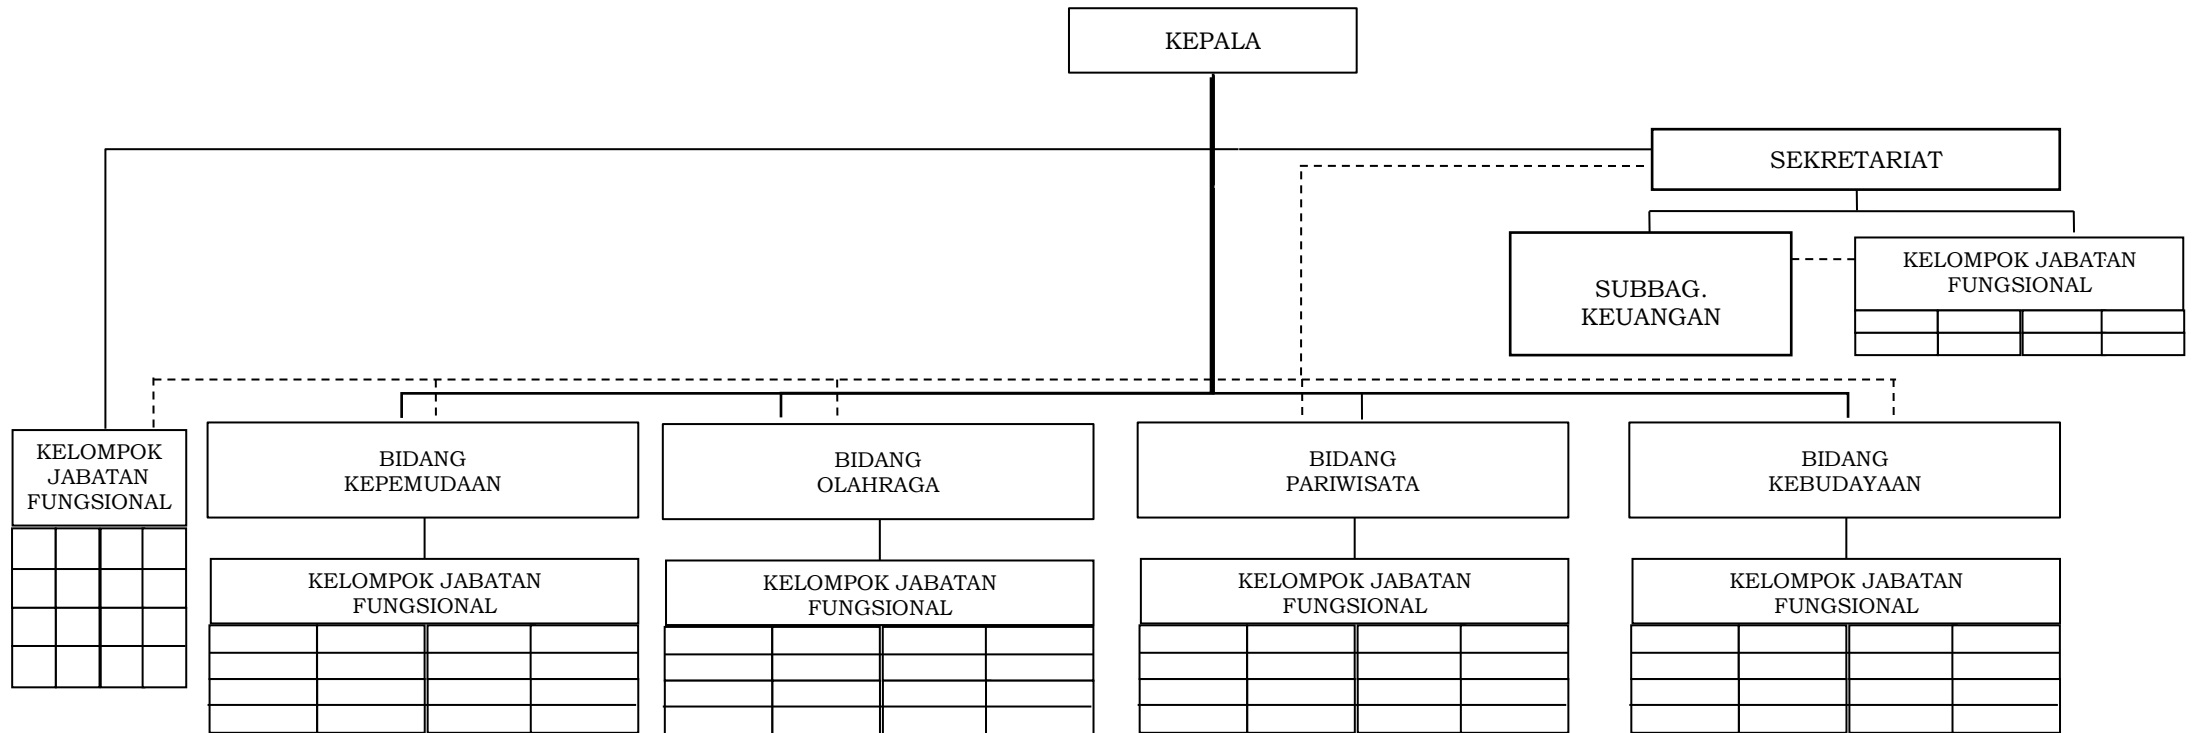 KEPALA
SEKRETARIAT
SUBBAG.
KEUANGAN
KELOMPOK JABATAN
FUNGSIONAL
KELOMPOK
JABATAN
FUNGSIONAL
BIDANG
KEPEMUDAAN
BIDANG
OLAHRAGA
BIDANG
PARIWISATA
BIDANG
KEBUDAYAAN
KELOMPOK JABATAN
FUNGSIONAL
KELOMPOK JABATAN
FUNGSIONAL
KELOMPOK JABATAN
FUNGSIONAL
KELOMPOK JABATAN
FUNGSIONAL